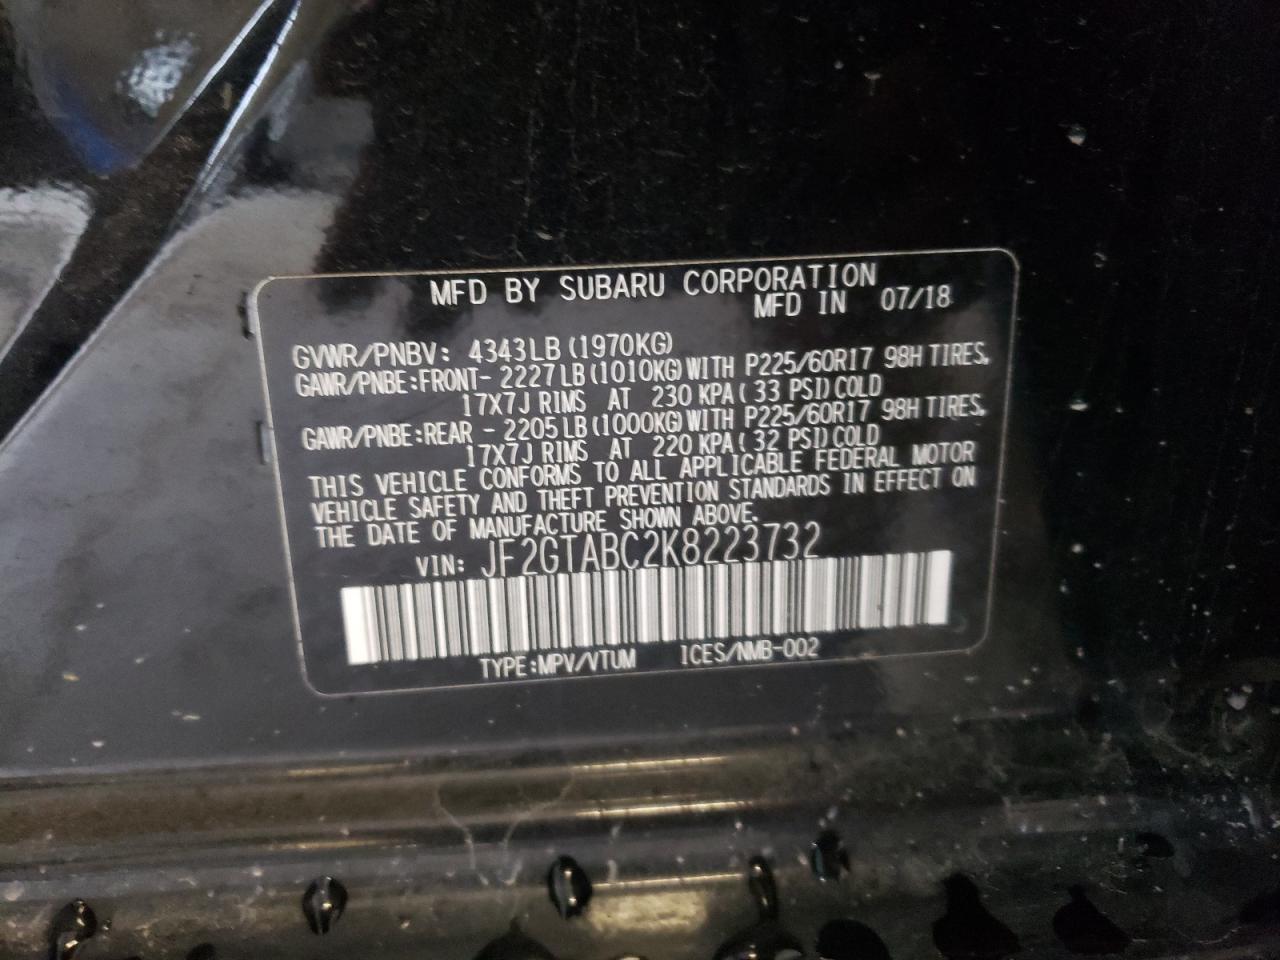 MFD BY SUBARU CORPORATION
MFD IN 07/18
GVWR/PNBV: 4343LB(1970KG)
GAWR/PNBE:FRONT- 2227LB(1010KG)WITH P225/60R17 98H TIRES,
17X7J RIMS AT 230 KPA( 33 PSI)COLD
GAWR/PNBE:REAR - 2205LB(1000KG)WITH P225/60R17 98H TIRES,
17X7J RIMS AT 220 KPA( 32 PSI)COLD
THIS VEHICLE CONFORMS TO ALL APPLICABLE FEDERAL MOTOR
VEHICLE SAFETY AND THEFT PREVENTION STANDARDS IN EFFECT ON
THE DATE OF MANUFACTURE SHOWN ABOVE.
VIN: JF2GTABC2K8223732
TYPE:MPV/VTUM ICES/NMB-002